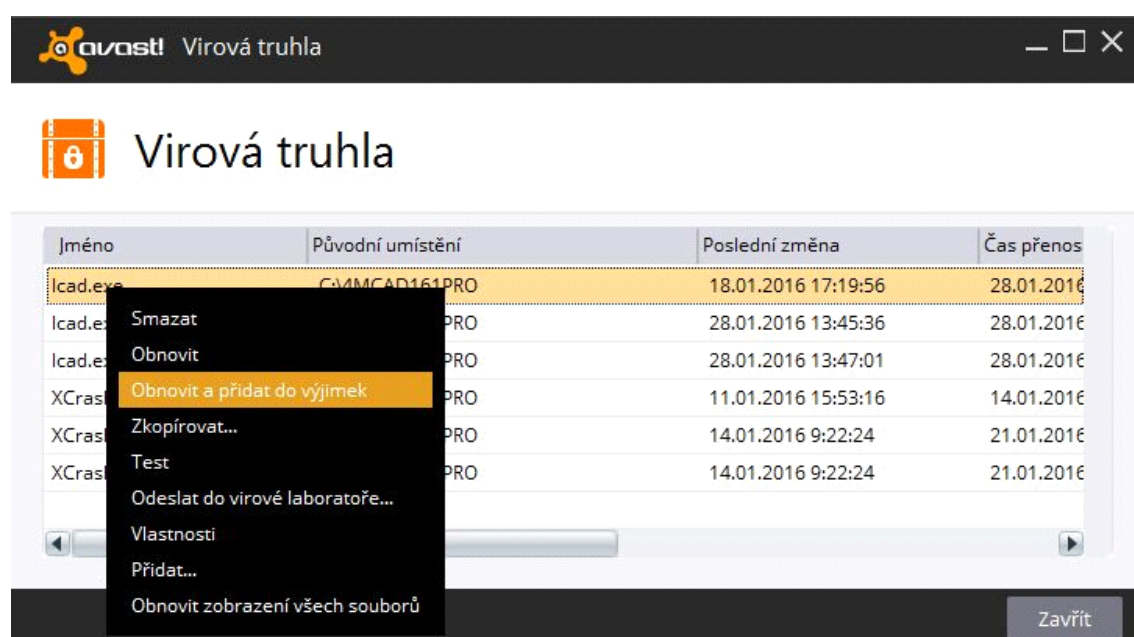 avast! Virová truhla
Virová truhla
Jméno Původní umístění Poslední změna Čas přenos
Icad.exe C:\4MCAD161PRO 18.01.2016 17:19:56 28.01.2016
Smazat
PRO 28.01.2016 13:45:36 28.01.2016
Obnovit
PRO 28.01.2016 13:47:01 28.01.2016
Obnovit a přidat do výjimek
PRO 11.01.2016 15:53:16 14.01.2016
Zkopírovat...
PRO 14.01.2016 9:22:24 21.01.2016
Test
PRO 14.01.2016 9:22:24 21.01.2016
Odeslat do virové laboratoře...
Vlastnosti
Přidat...
Obnovit zobrazení všech souborů
Zavřít